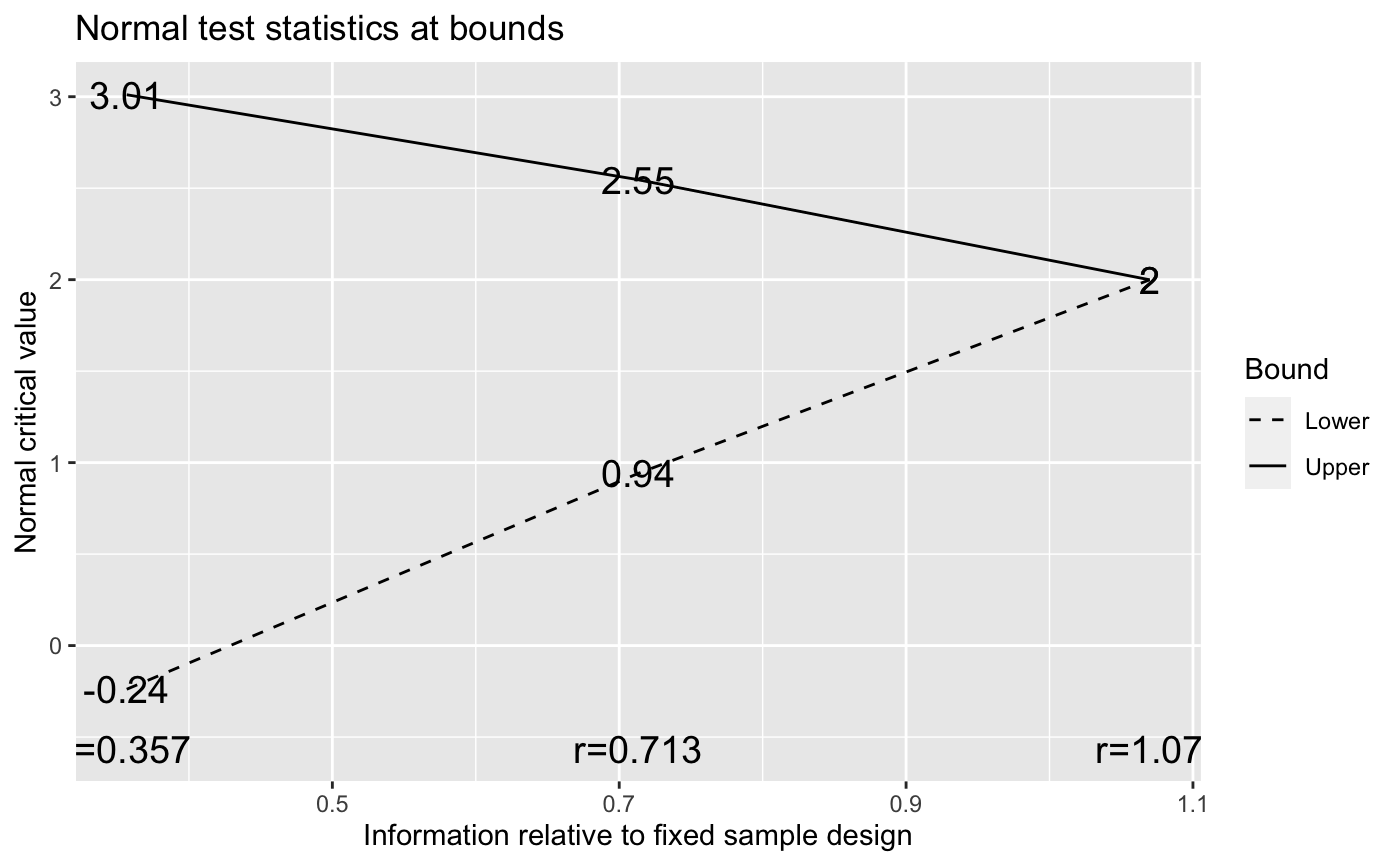 Normal test statistics at bounds
Normal critical value
3
2
1
0
3.01
2.55
2
0.94
-0.24
=0.357
r=0.713
r=1.07
0.5
0.7
0.9
1.1
Information relative to fixed sample design
Bound
Lower
Upper